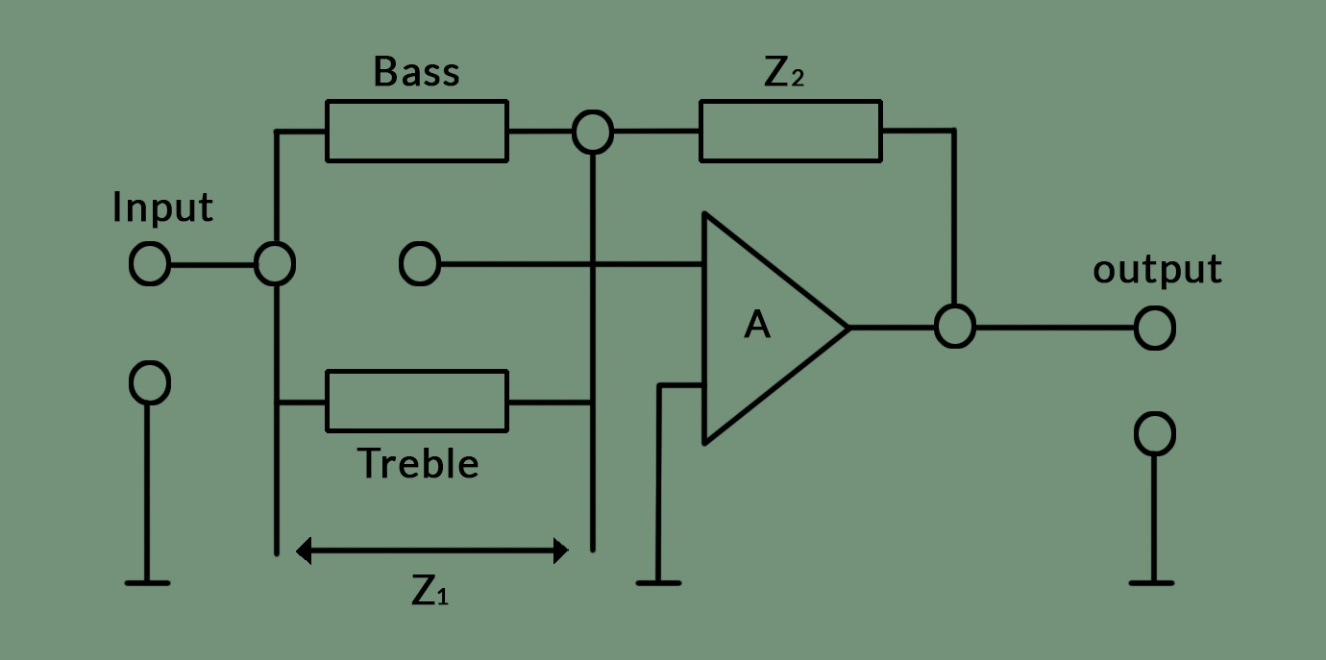 Bass
Z₂
Input
output
A
Treble
Z₁